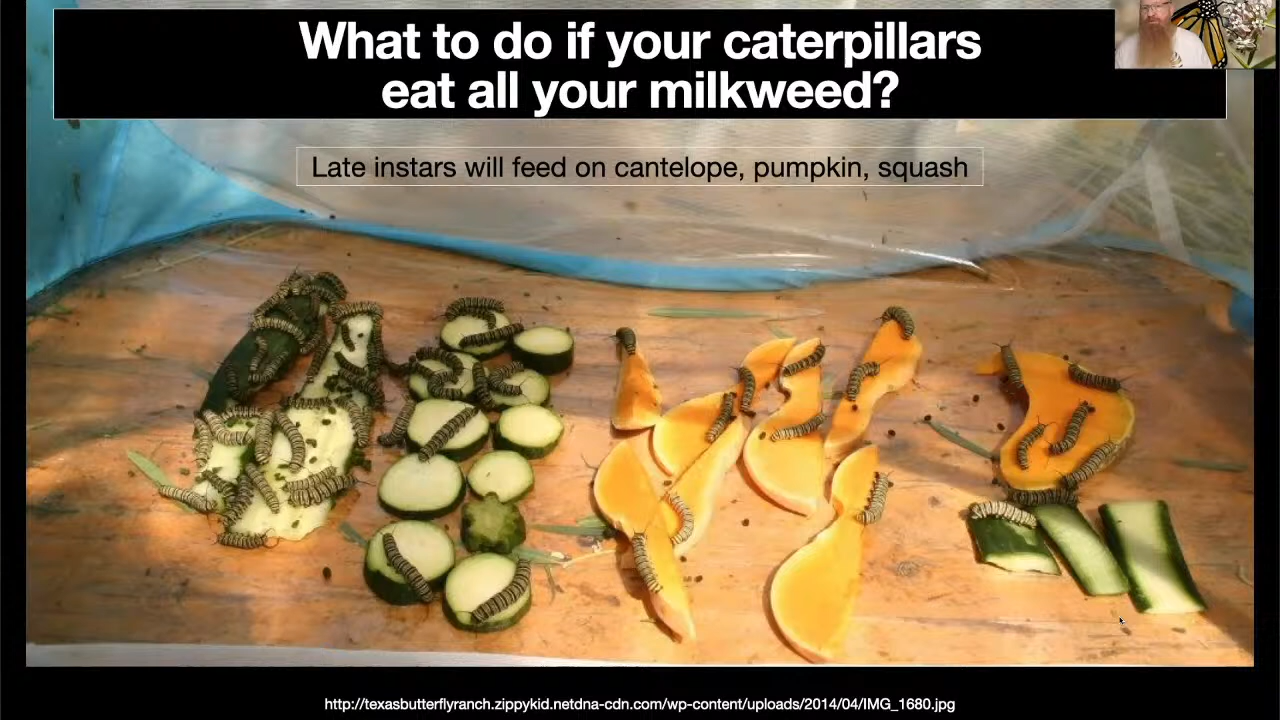 What to do if your caterpillars
eat all your milkweed?
Late instars will feed on cantelope, pumpkin, squash
http://texasbutterflyranch.zippykid.netdna-cdn.com/wp-content/uploads/2014/04/IMG_1680.jpg